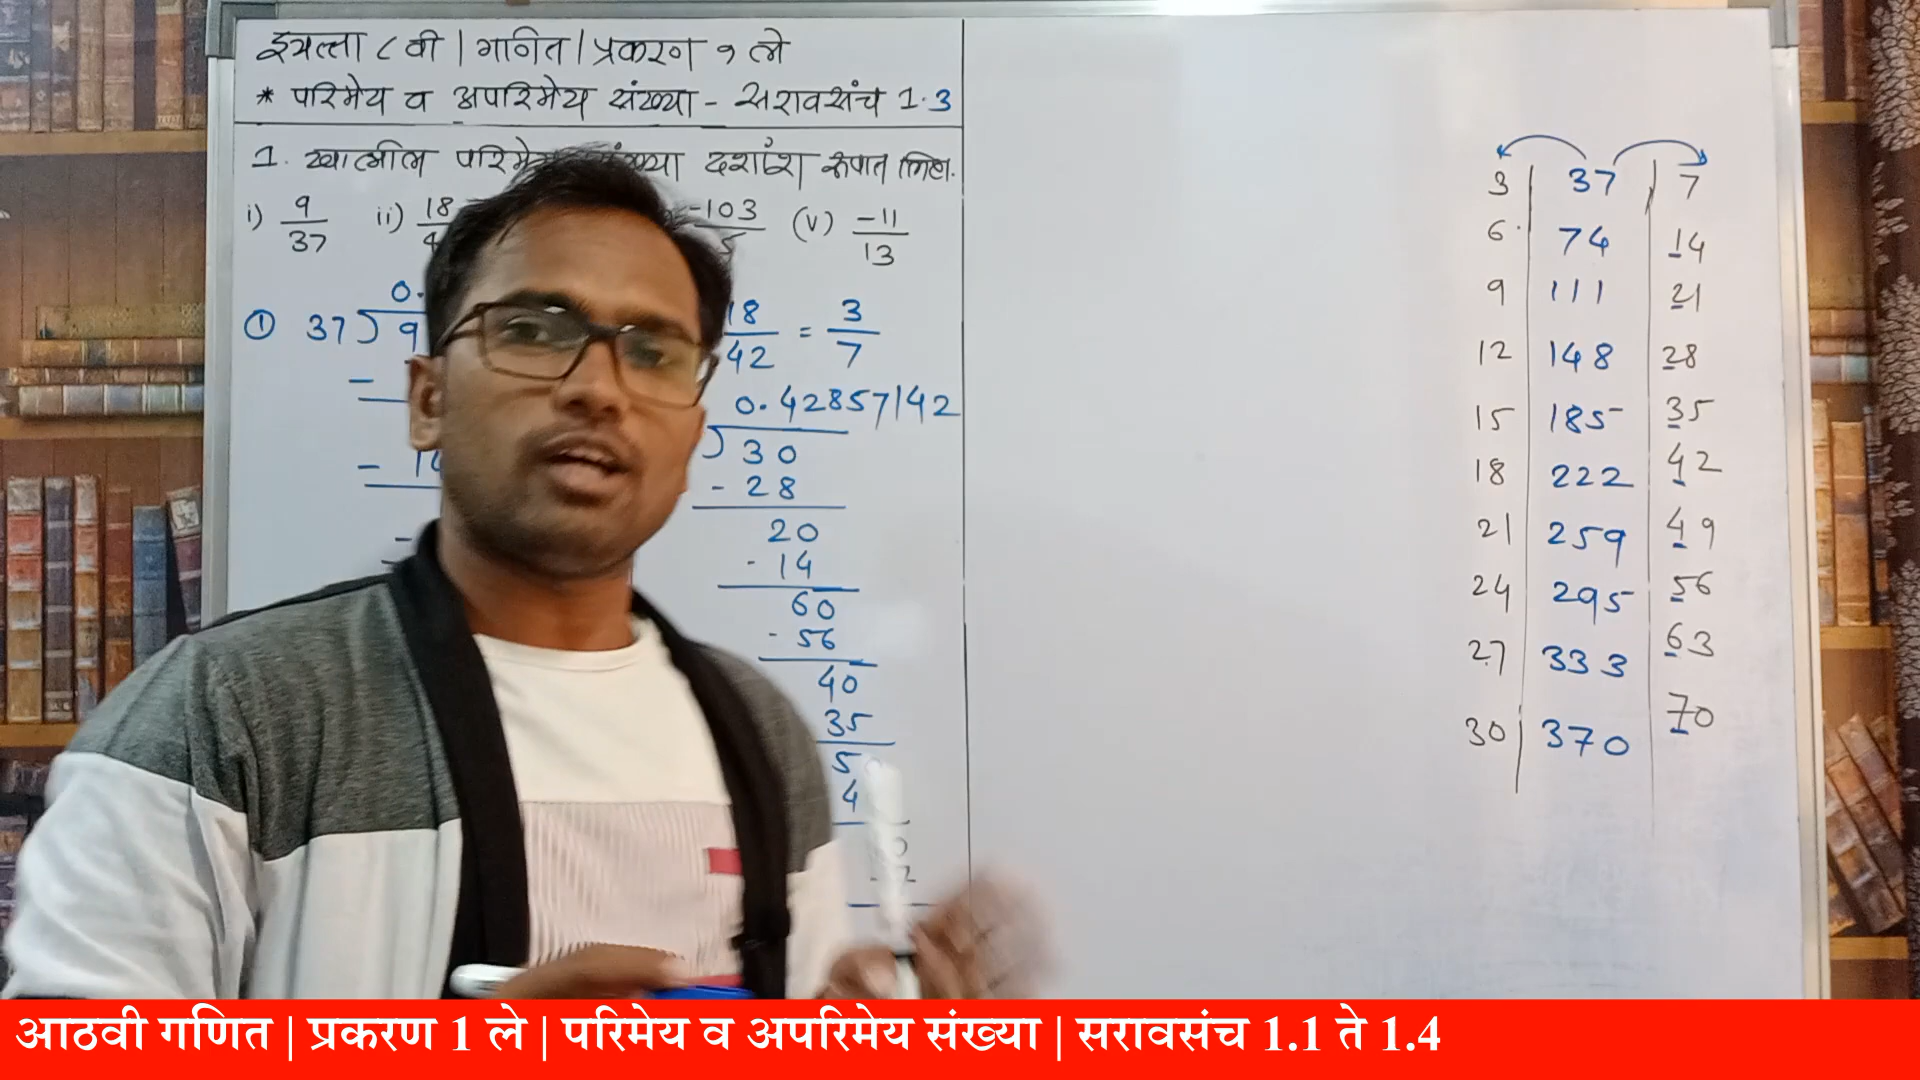 इयत्ता ८ वी | गणित | प्रकरण १ ले
* परिमेय व अपरिमेय संख्या - सरावसंच 1.3
1. खालील परिमेय संख्या दशांश रूपात लिहा.
i) 9/37 ii) 18/4 -103/5 (v) -11/13
① 37 9 0.
18/42 = 3/7
0.42857142
30
- 28
20
- 14
60
- 56
40
35
5
4
3 | 37 | 7
6 74 14
9 111 21
12 148 28
15 185 35
18 222 42
21 259 49
24 295 56
27 333 63
30 370 70
आठवी गणित | प्रकरण 1 ले | परिमेय व अपरिमेय संख्या | सरावसंच 1.1 ते 1.4